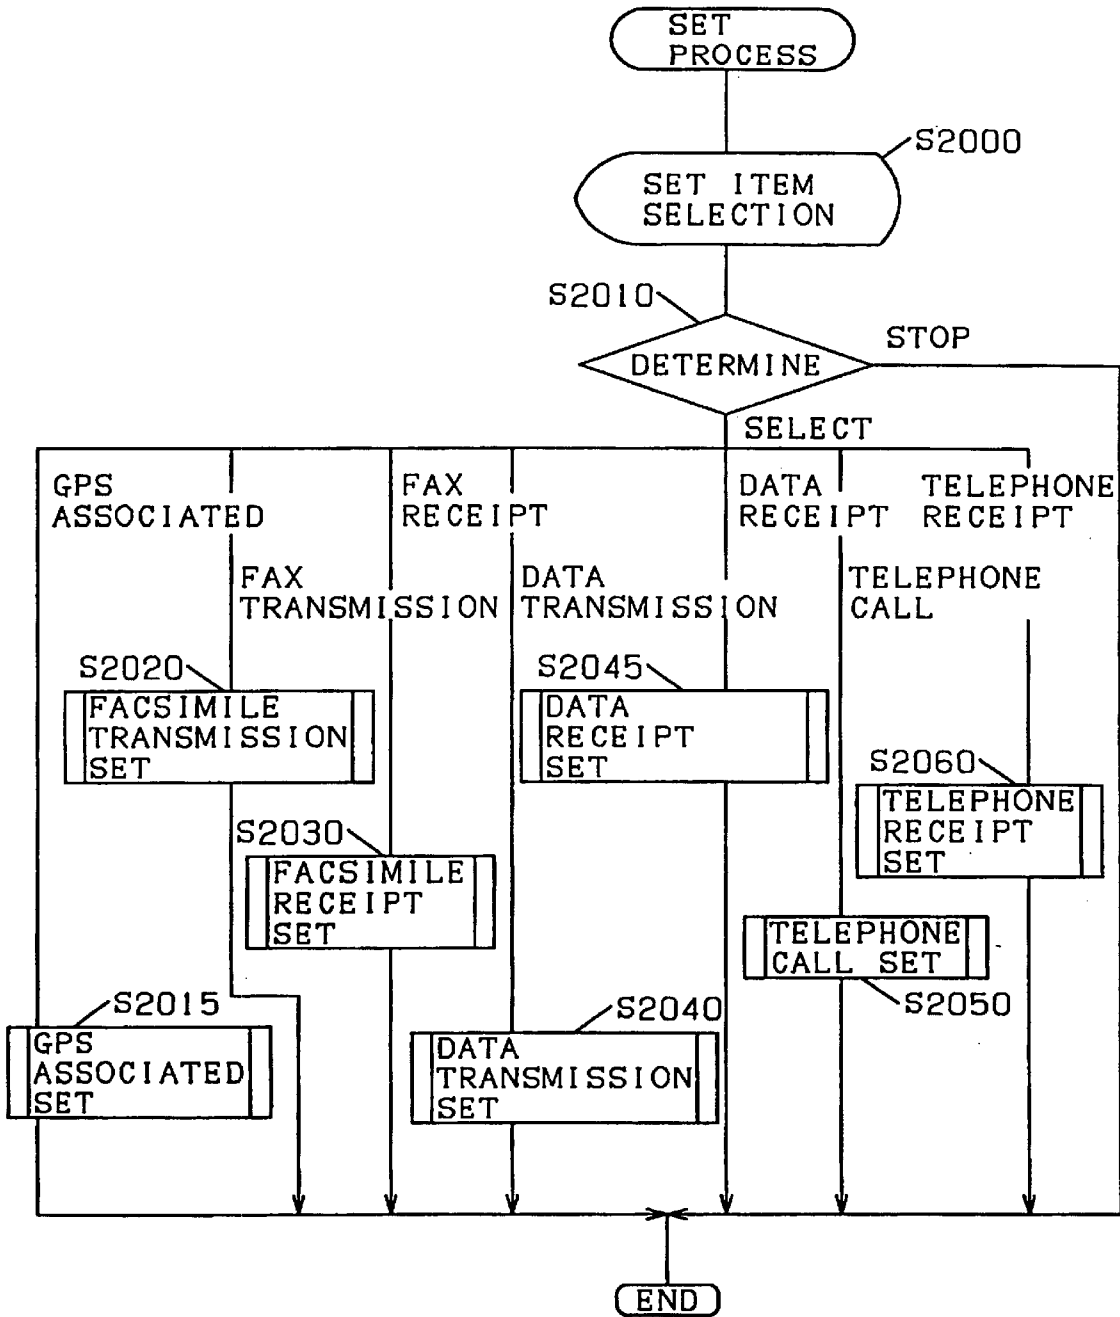 SET
PROCESS
S2000
SET ITEM
SELECTION
S2010
DETERMINE
STOP
SELECT
GPS
ASSOCIATED
FAX
RECEIPT
DATA
RECEIPT
TELEPHONE
RECEIPT
FAX
TRANSMISSION
DATA
TRANSMISSION
TELEPHONE
CALL
S2020
FACSIMILE
TRANSMISSION
SET
S2045
DATA
RECEIPT
SET
S2060
TELEPHONE
RECEIPT
SET
S2030
FACSIMILE
RECEIPT
SET
TELEPHONE
CALL SET
S2050
S2015
GPS
ASSOCIATED
SET
S2040
DATA
TRANSMISSION
SET
END